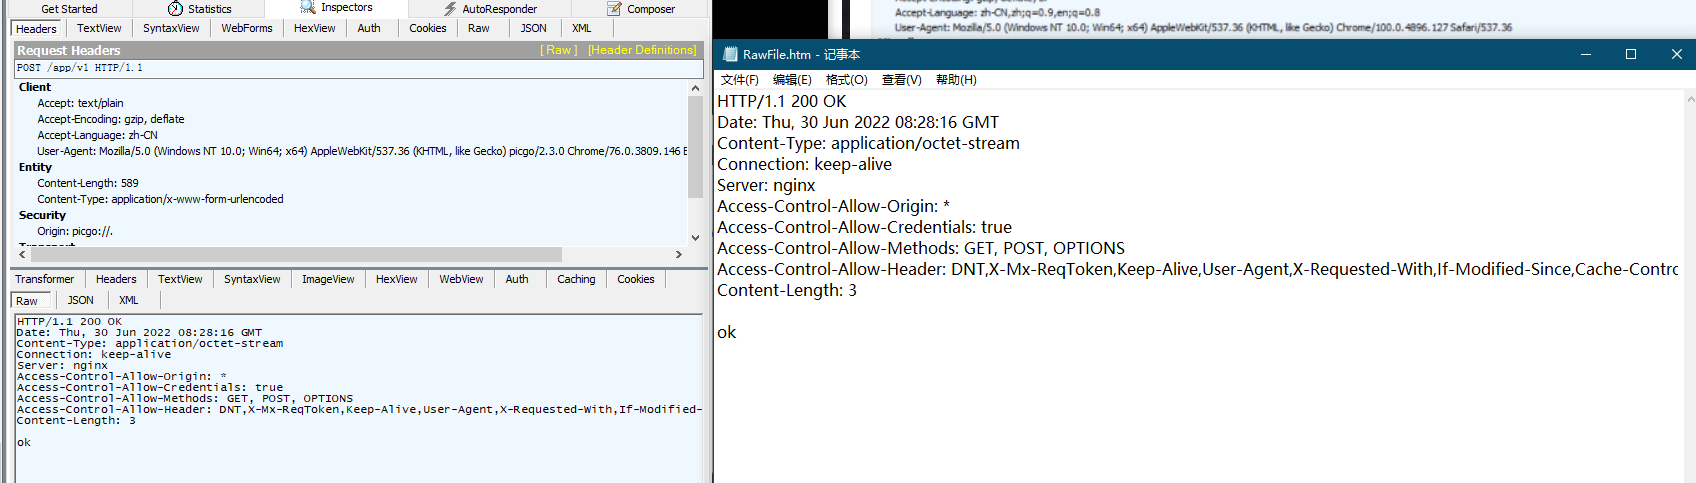 Get Started Statistics Inspectors AutoResponder Composer
Headers TextView SyntaxView WebForms HexView Auth Cookies Raw JSON XML
Request Headers [ Raw ] [Header Definitions]
POST /app/v1 HTTP/1.1
Client
Accept: text/plain
Accept-Encoding: gzip, deflate
Accept-Language: zh-CN
User-Agent: Mozilla/5.0 (Windows NT 10.0; Win64; x64) AppleWebKit/537.36 (KHTML, like Gecko) picgo/2.3.0 Chrome/76.0.3809.146 E
Entity
Content-Length: 589
Content-Type: application/x-www-form-urlencoded
Security
Origin: picgo://.
Transformer Headers TextView SyntaxView ImageView HexView WebView Auth Caching Cookies
Raw JSON XML
HTTP/1.1 200 OK
Date: Thu, 30 Jun 2022 08:28:16 GMT
Content-Type: application/octet-stream
Connection: keep-alive
Server: nginx
Access-Control-Allow-Origin: *
Access-Control-Allow-Credentials: true
Access-Control-Allow-Methods: GET, POST, OPTIONS
Access-Control-Allow-Header: DNT,X-Mx-ReqToken,Keep-Alive,User-Agent,X-Requested-With,If-Modified-
Content-Length: 3
ok
Accept-Language: zh-CN,zh;q=0.9,en;q=0.8
User-Agent: Mozilla/5.0 (Windows NT 10.0; Win64; x64) AppleWebKit/537.36 (KHTML, like Gecko) Chrome/100.0.4896.127 Safari/537.36
RawFile.htm - 记事本
文件(F) 编辑(E) 格式(O) 查看(V) 帮助(H)
HTTP/1.1 200 OK
Date: Thu, 30 Jun 2022 08:28:16 GMT
Content-Type: application/octet-stream
Connection: keep-alive
Server: nginx
Access-Control-Allow-Origin: *
Access-Control-Allow-Credentials: true
Access-Control-Allow-Methods: GET, POST, OPTIONS
Access-Control-Allow-Header: DNT,X-Mx-ReqToken,Keep-Alive,User-Agent,X-Requested-With,If-Modified-Since,Cache-Contro
Content-Length: 3
ok